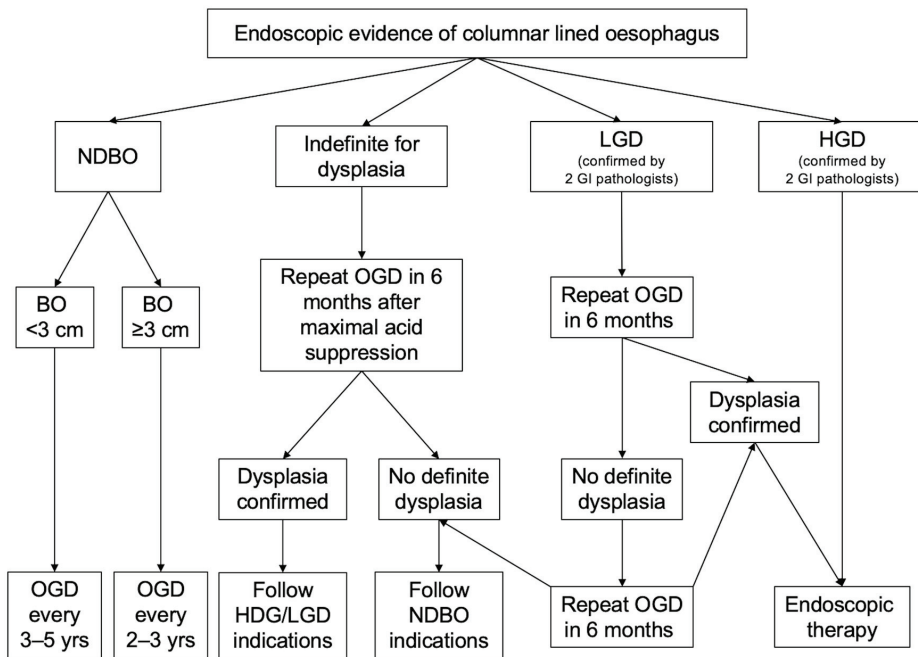 Endoscopic evidence of columnar lined oesophagus
NDBO
Indefinite for
dysplasia
LGD
(confirmed by
2 GI pathologists)
HGD
(confirmed by
2 GI pathologists)
BO
<3 cm
BO
≥3 cm
Repeat OGD in 6
months after
maximal acid
suppression
Repeat OGD
in 6 months
Dysplasia
confirmed
Dysplasia
confirmed
No definite
dysplasia
No definite
dysplasia
OGD
every
3–5 yrs
OGD
every
2–3 yrs
Follow
HDG/LGD
indications
Follow
NDBO
indications
Repeat OGD
in 6 months
Endoscopic
therapy